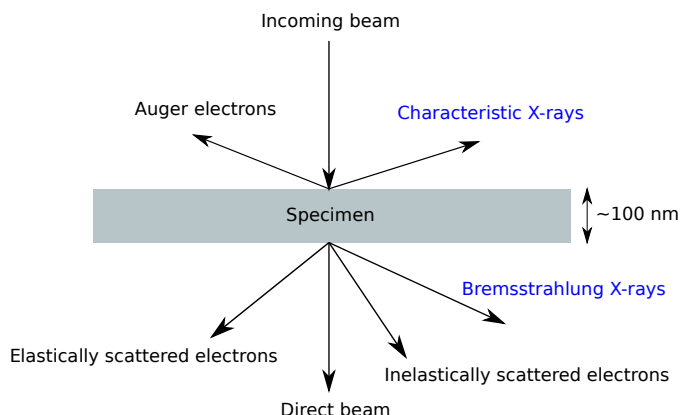 Incoming beam
Auger electrons
Characteristic X-rays
Specimen
~100 nm
Bremsstrahlung X-rays
Elastically scattered electrons
Inelastically scattered electrons
Direct beam